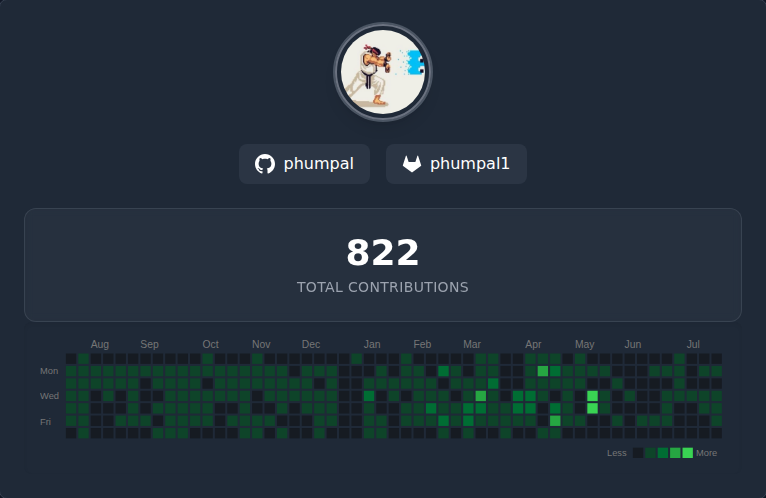 phumpal phumpal1
822
TOTAL CONTRIBUTIONS
Aug Sep Oct Nov Dec Jan Feb Mar Apr May Jun Jul
Mon
Wed
Fri
Less More